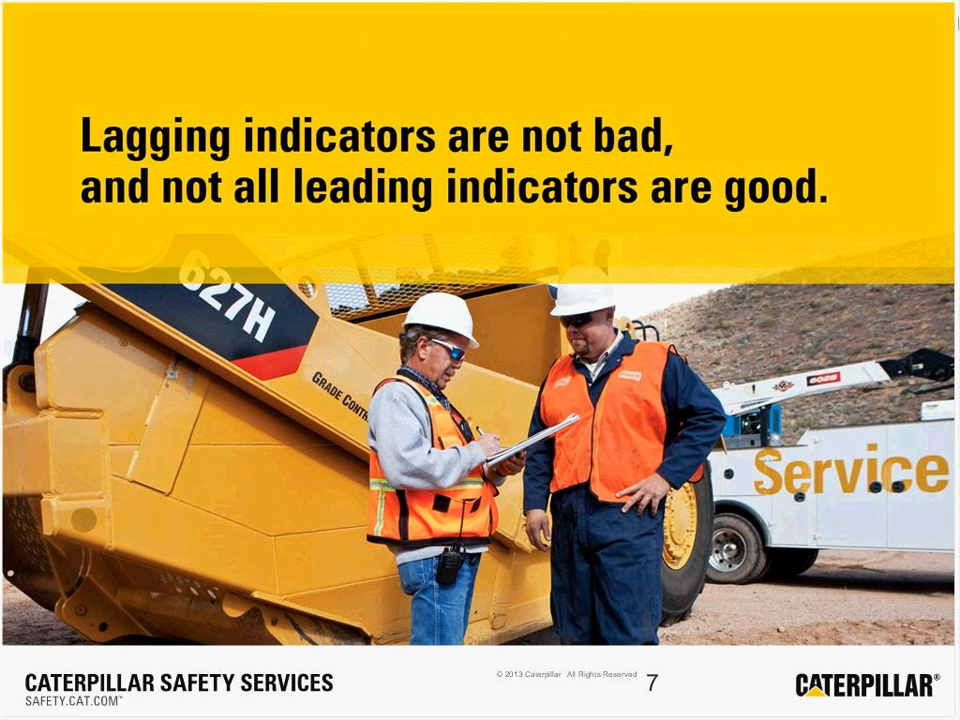 Lagging indicators are not bad,
and not all leading indicators are good.
627H
GRADE CONTR
6025
Service
CATERPILLAR SAFETY SERVICES
SAFETY.CAT.COM™
© 2013 Caterpillar All Rights Reserved
7
CATERPILLAR®